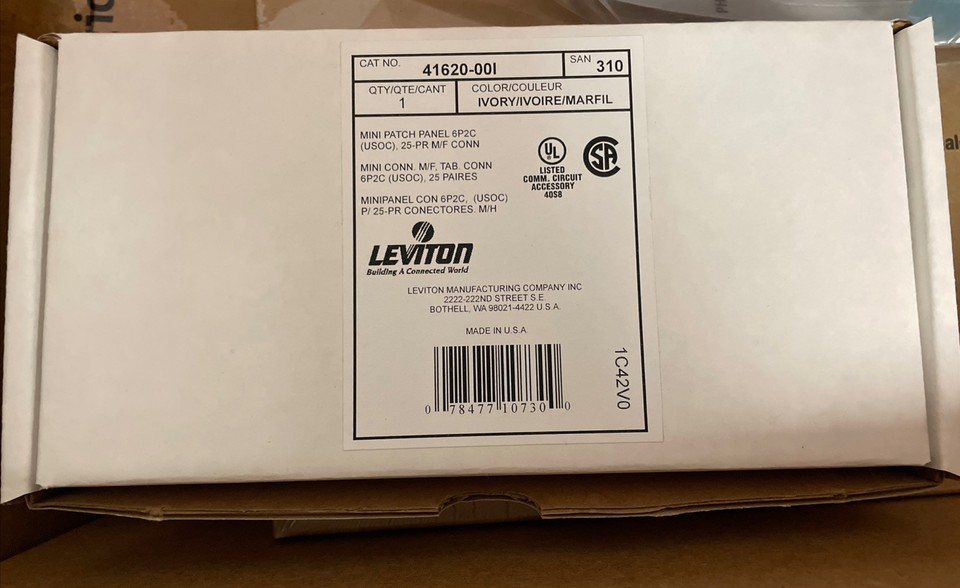 CAT NO. 41620-00I SAN 310
QTY/QTE/CANT COLOR/COULEUR
1 IVORY/IVOIRE/MARFIL
MINI PATCH PANEL 6P2C
(USOC), 25-PR M/F CONN
MINI CONN. M/F, TAB. CONN
6P2C (USOC), 25 PAIRES
MINIPANEL CON 6P2C, (USOC)
P/ 25-PR CONECTORES. M/H
UL
LISTED
COMM. CIRCUIT
ACCESSORY
40S8
SA
LEVITON
Building A Connected World
LEVITON MANUFACTURING COMPANY INC
2222-222ND STREET S.E.
BOTHELL, WA 98021-4422 U.S.A.
MADE IN U.S.A.
0 78477 10730 0
1C42V0